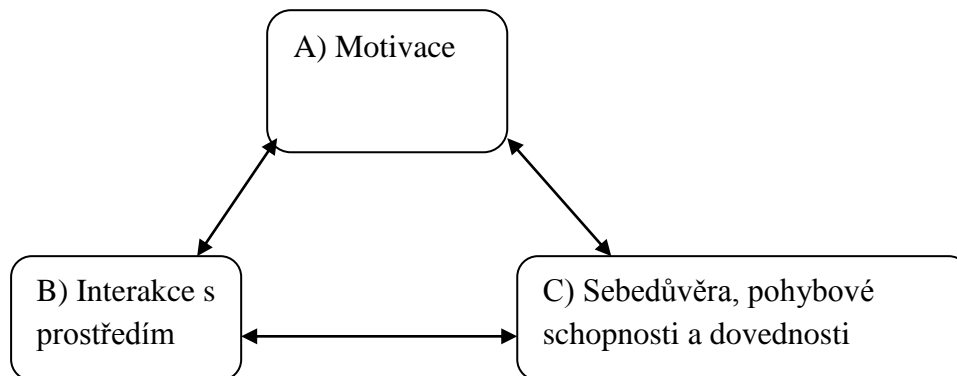 A) Motivace
B) Interakce s
prostředím
C) Sebedůvěra, pohybové
schopnosti a dovednosti